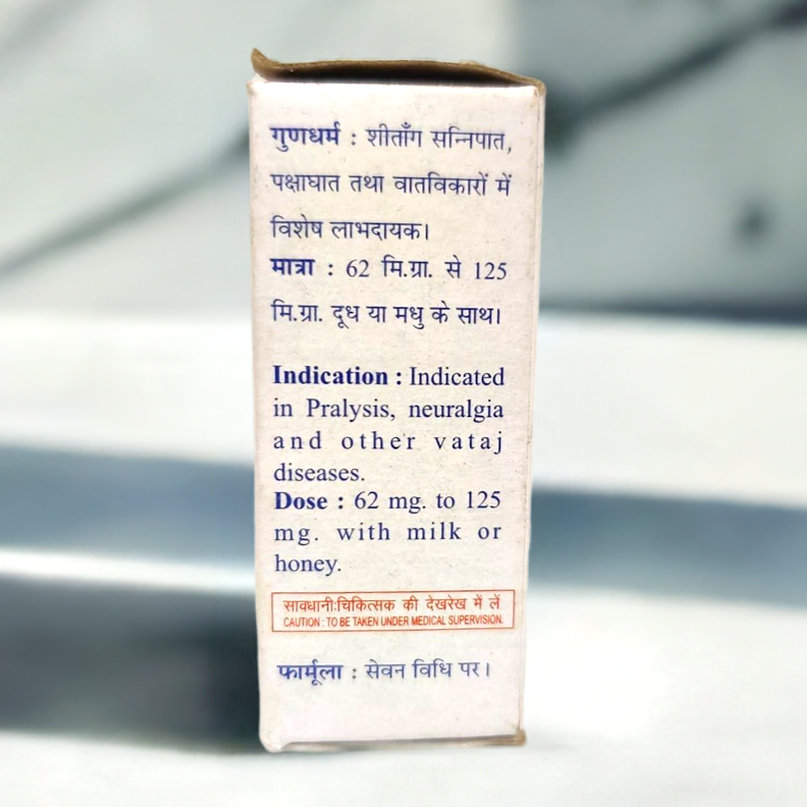 गुणधर्म : शीताँग सन्निपात,
पक्षाघात तथा वातविकारों में
विशेष लाभदायक।
मात्रा : 62 मि.ग्रा. से 125
मि.ग्रा. दूध या मधु के साथ।
Indication : Indicated
in Pralysis, neuralgia
and other vataj
diseases.
Dose : 62 mg. to 125
mg. with milk or
honey.
सावधानी:चिकित्सक की देखरेख में लें
CAUTION : TO BE TAKEN UNDER MEDICAL SUPERVISION.
फार्मूला : सेवन विधि पर।